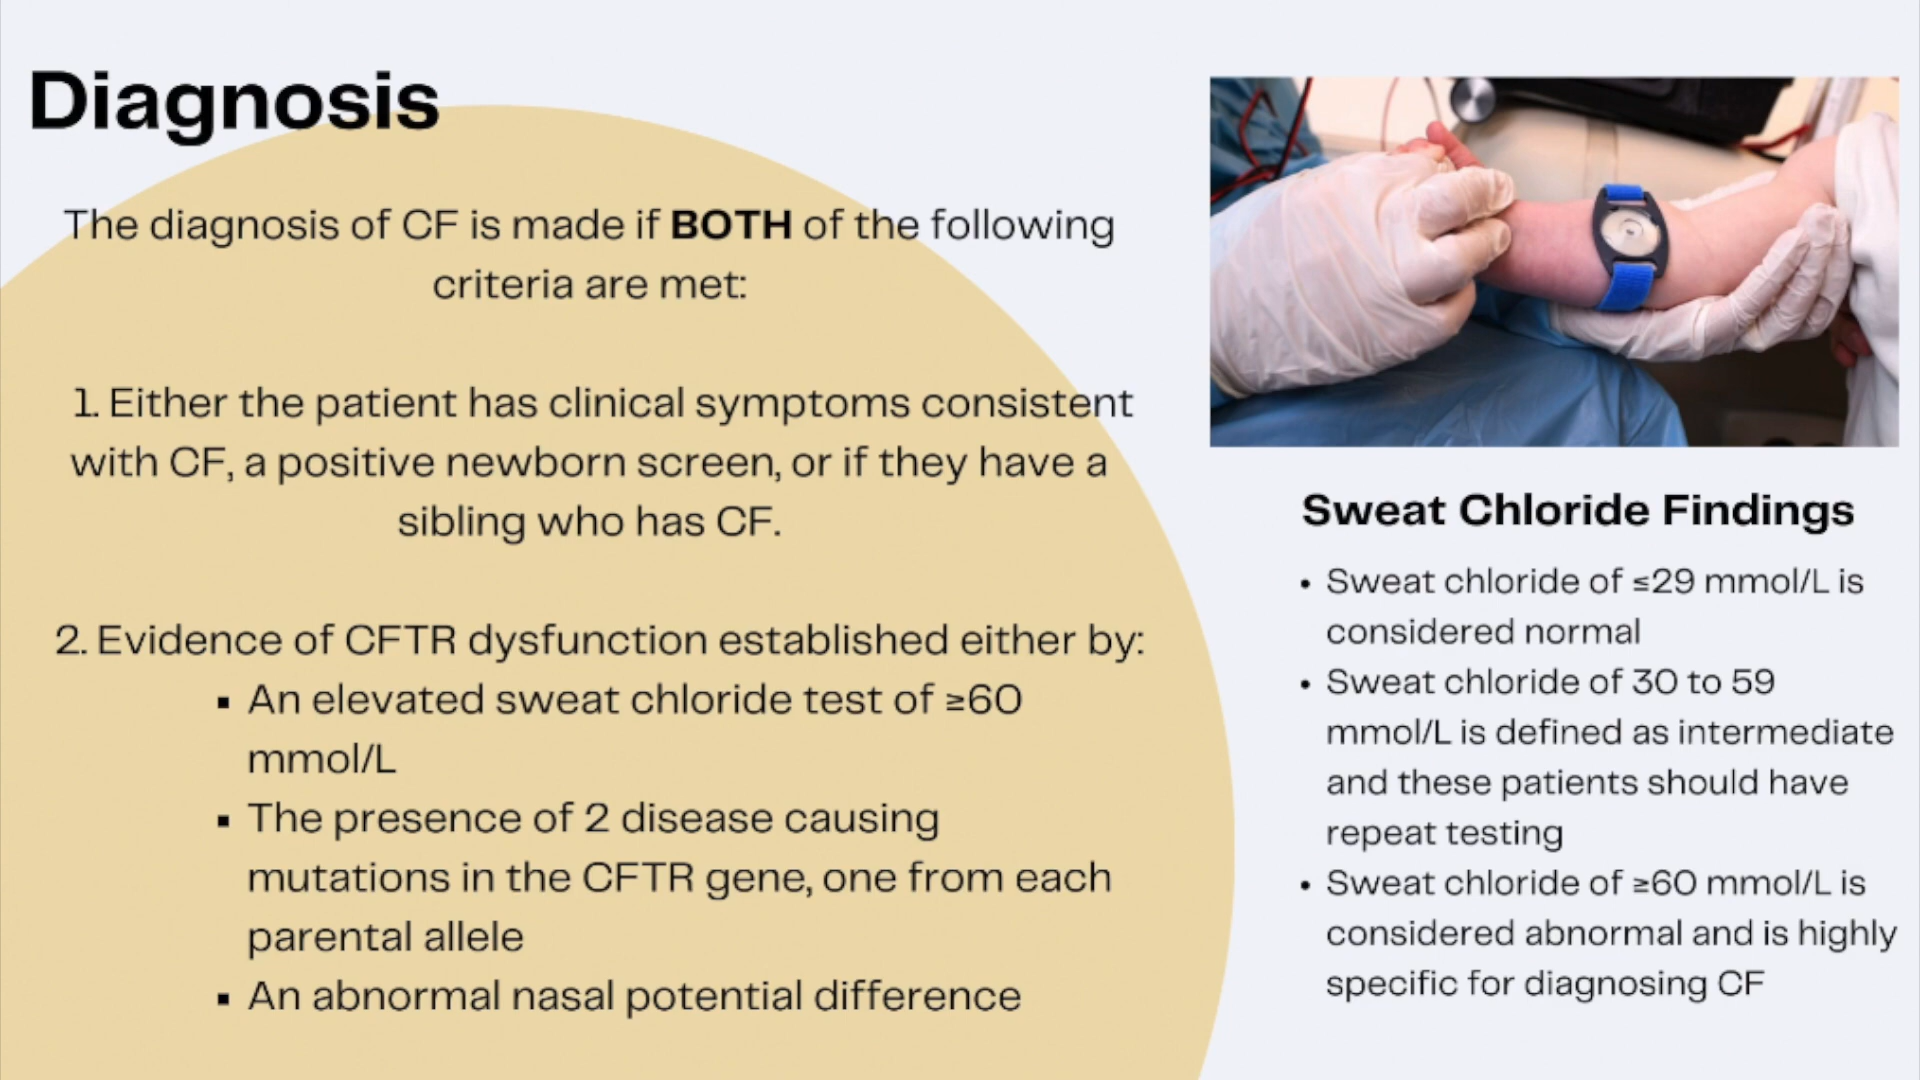 Diagnosis
The diagnosis of CF is made if BOTH of the following
criteria are met:
1. Either the patient has clinical symptoms consistent
with CF, a positive newborn screen, or if they have a
sibling who has CF.
2. Evidence of CFTR dysfunction established either by:
▪ An elevated sweat chloride test of ≥60
mmol/L
▪ The presence of 2 disease causing
mutations in the CFTR gene, one from each
parental allele
▪ An abnormal nasal potential difference
Sweat Chloride Findings
• Sweat chloride of ≤29 mmol/L is
considered normal
• Sweat chloride of 30 to 59
mmol/L is defined as intermediate
and these patients should have
repeat testing
• Sweat chloride of ≥60 mmol/L is
considered abnormal and is highly
specific for diagnosing CF